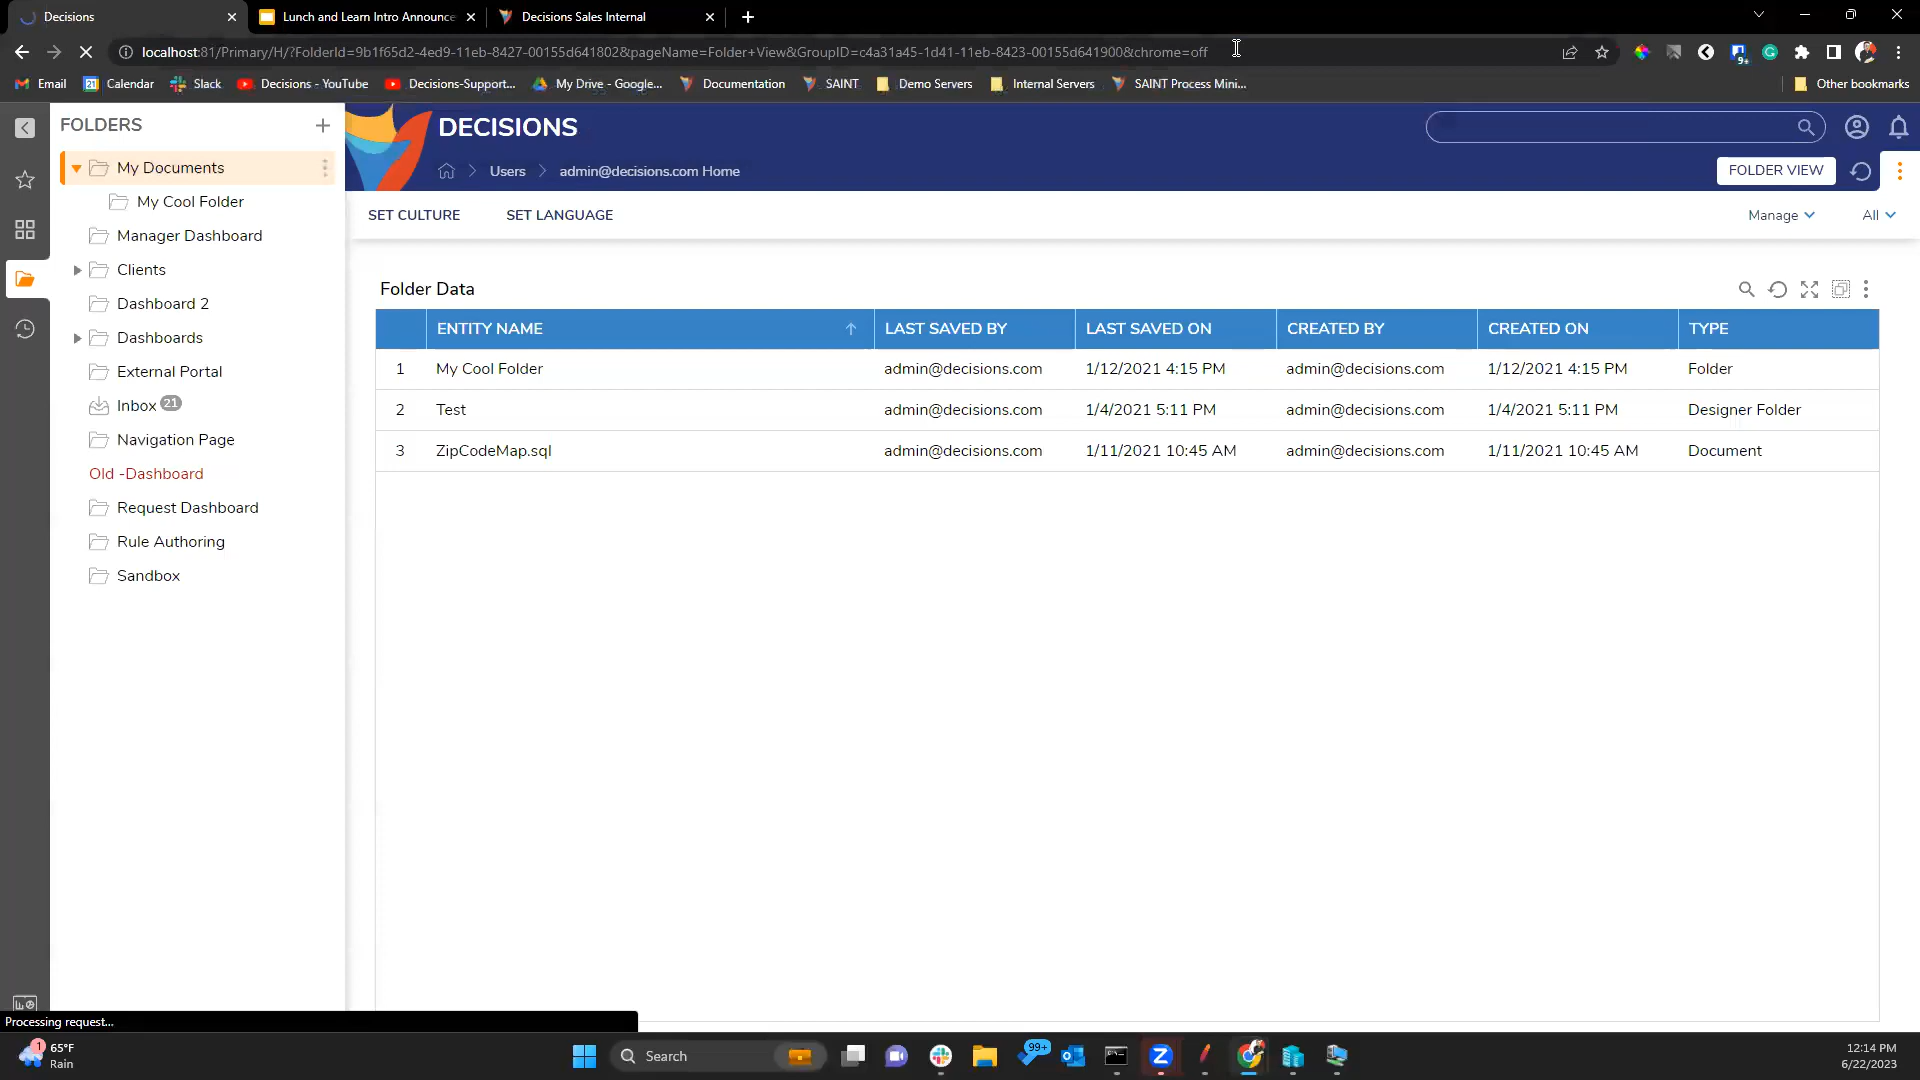 Decisions
Lunch and Learn Intro Announce
Decisions Sales Internal
localhost:81/Primary/H/?FolderId=9b1f65d2-4ed9-11eb-8427-00155d641802&pageName=Folder+View&GroupID=c4a31a45-1d41-11eb-8423-00155d641900&chrome=off
9+
Email
Calendar
Slack
Decisions - YouTube
Decisions-Support...
My Drive - Google...
Documentation
SAINT
Demo Servers
Internal Servers
SAINT Process Mini...
Other bookmarks
FOLDERS
My Documents
My Cool Folder
Manager Dashboard
Clients
Dashboard 2
Dashboards
External Portal
Inbox 21
Navigation Page
Old -Dashboard
Request Dashboard
Rule Authoring
Sandbox
DECISIONS
Users
admin@decisions.com Home
FOLDER VIEW
SET CULTURE
SET LANGUAGE
Manage
All
Folder Data
ENTITY NAME LAST SAVED BY LAST SAVED ON CREATED BY CREATED ON TYPE
1 My Cool Folder admin@decisions.com 1/12/2021 4:15 PM admin@decisions.com 1/12/2021 4:15 PM Folder
2 Test admin@decisions.com 1/4/2021 5:11 PM admin@decisions.com 1/4/2021 5:11 PM Designer Folder
3 ZipCodeMap.sql admin@decisions.com 1/11/2021 10:45 AM admin@decisions.com 1/11/2021 10:45 AM Document
Processing request...
1
65°F
Rain
Search
99+
12:14 PM
6/22/2023